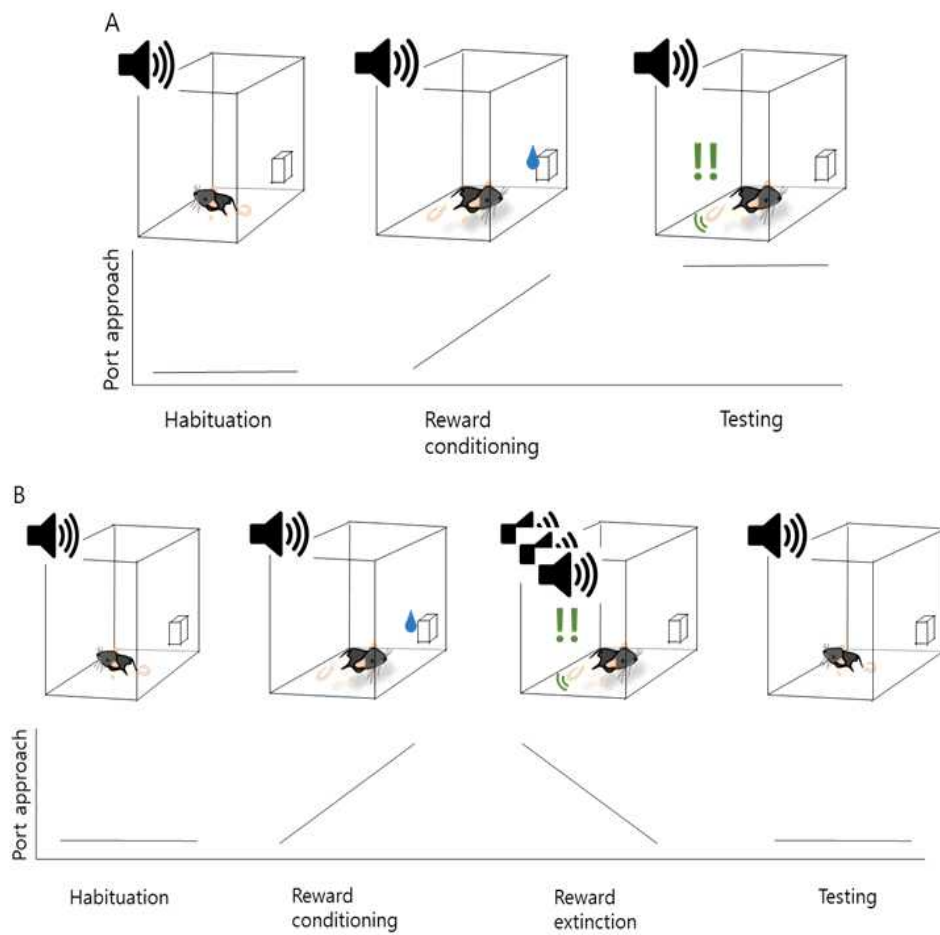 A
!!
Port approach
Habituation
Reward
conditioning
Testing
B
!!
Port approach
Habituation
Reward
conditioning
Reward
extinction
Testing